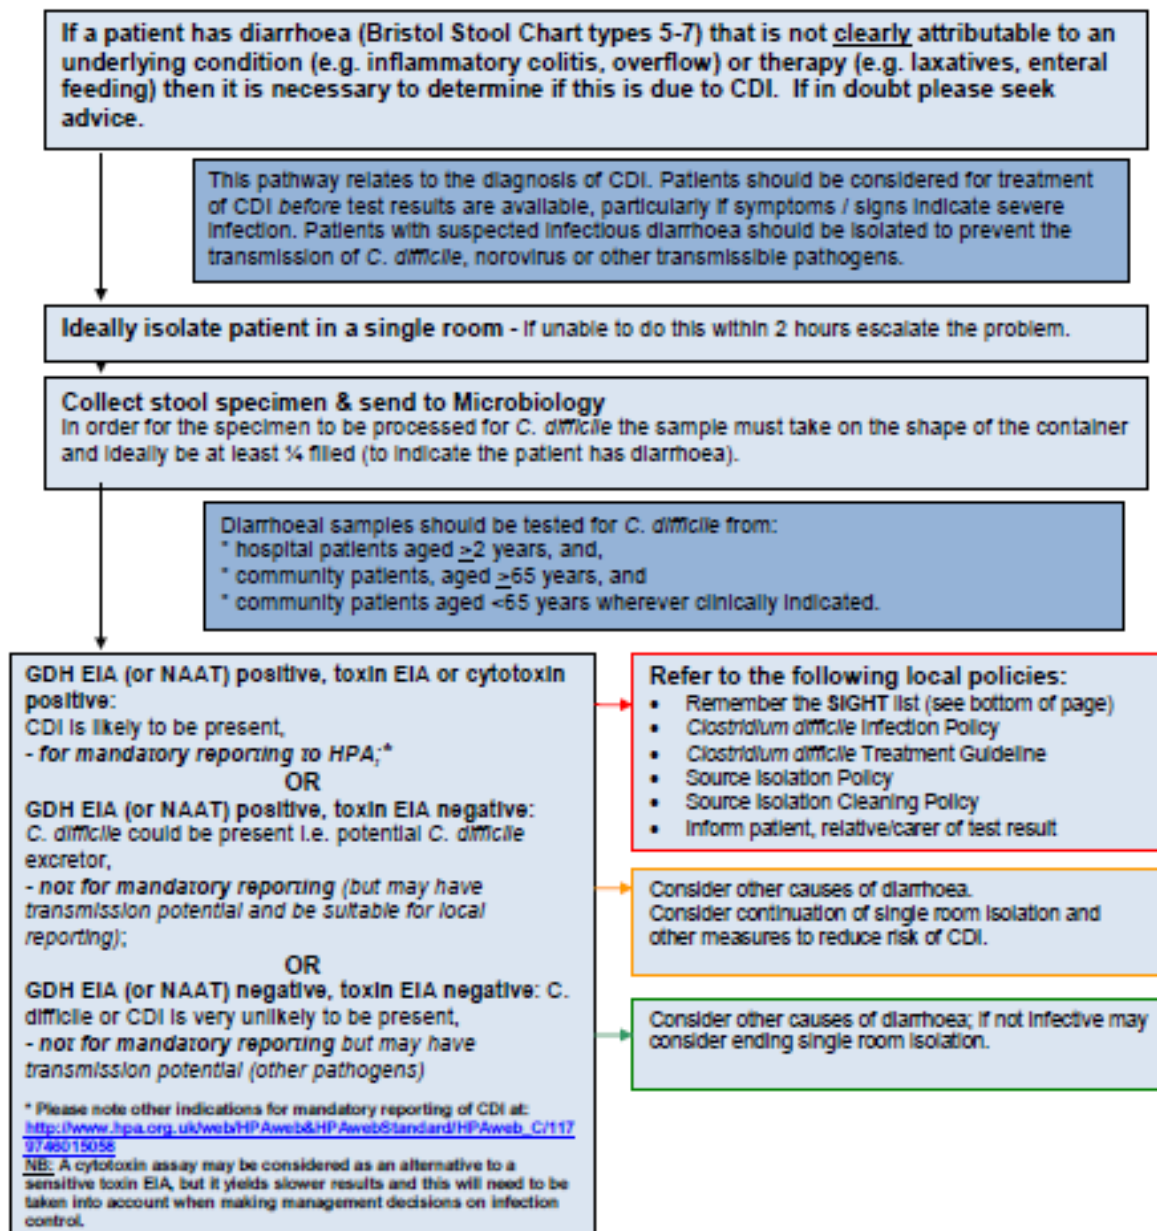 If a patient has diarrhoea (Bristol Stool Chart types 5-7) that is not clearly attributable to an
underlying condition (e.g. inflammatory colitis, overflow) or therapy (e.g. laxatives, enteral
feeding) then it is necessary to determine if this is due to CDI. If in doubt please seek
advice.
This pathway relates to the diagnosis of CDI. Patients should be considered for treatment
of CDI before test results are available, particularly if symptoms / signs indicate severe
infection. Patients with suspected infectious diarrhoea should be isolated to prevent the
transmission of C. difficile, norovirus or other transmissible pathogens.
Ideally isolate patient in a single room - if unable to do this within 2 hours escalate the problem.
Collect stool specimen & send to Microbiology
In order for the specimen to be processed for C. difficile the sample must take on the shape of the container
and ideally be at least ¼ filled (to indicate the patient has diarrhoea).
Diarrhoeal samples should be tested for C. difficile from:
* hospital patients aged >2 years, and,
* community patients, aged >65 years, and
* community patients aged <65 years wherever clinically indicated.
GDH EIA (or NAAT) positive, toxin EIA or cytotoxin
positive:
CDI is likely to be present,
- for mandatory reporting to HPA;*
OR
GDH EIA (or NAAT) positive, toxin EIA negative:
C. difficile could be present i.e. potential C. difficile
excretor,
- not for mandatory reporting (but may have
transmission potential and be suitable for local
reporting);
OR
GDH EIA (or NAAT) negative, toxin EIA negative: C.
difficile or CDI is very unlikely to be present,
- not for mandatory reporting but may have
transmission potential (other pathogens)
* Please note other indications for mandatory reporting of CDI at:
http://www.hpa.org.uk/web/HPAweb&HPAwebStandard/HPAweb_C/117
9746015058
NB: A cytotoxin assay may be considered as an alternative to a
sensitive toxin EIA, but it yields slower results and this will need to be
taken into account when making management decisions on infection
control.
Refer to the following local policies:
• Remember the SIGHT list (see bottom of page)
• Clostridium difficile Infection Policy
• Clostridium difficile Treatment Guideline
• Source Isolation Policy
• Source Isolation Cleaning Policy
• Inform patient, relative/carer of test result
Consider other causes of diarrhoea.
Consider continuation of single room isolation and
other measures to reduce risk of CDI.
Consider other causes of diarrhoea; if not infective may
consider ending single room isolation.